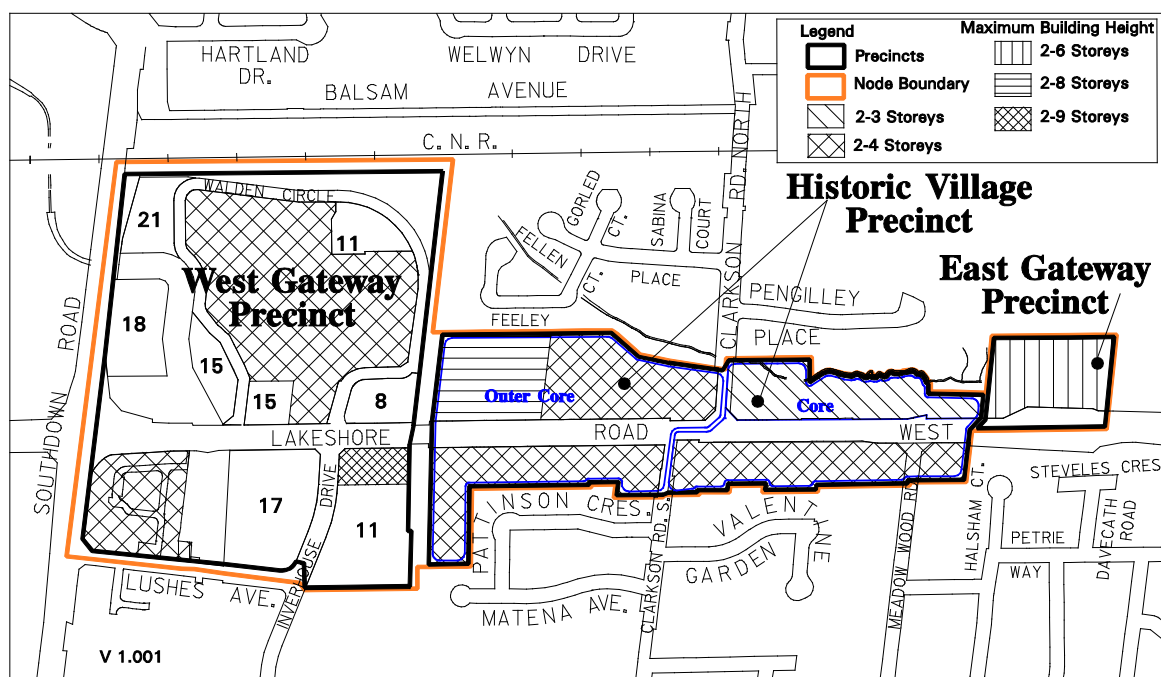 HARTLAND
DR.
WELWYN DRIVE
BALSAM AVENUE
C. N. R.
Legend
Precincts
Node Boundary
2-3 Storeys
2-4 Storeys
Maximum Building Height
2-6 Storeys
2-8 Storeys
2-9 Storeys
CLARKSON RD. NORTH
SOUTHDOWN ROAD
WALDEN CIRCLE
21
11
18
15
15
8
17
11
West Gateway
Precinct
Historic Village
Precinct
East Gateway
Precinct
GORLED CT.
SABINA COURT
FELLEN
CT.
PLACE
FEELEY
PENGILLEY
PLACE
Outer Core
Core
LAKESHORE ROAD WEST
INVERHOUSE DRIVE
LUSHES AVE.
PATTINSON CRES.
CLARKSON RD. S.
VALENTINE
GARDEN
MATENA AVE.
MEADOW WOOD RD.
HALSHAM CT.
STEVELES CRES
PETRIE
WAY
DAVECATH
ROAD
V 1.001